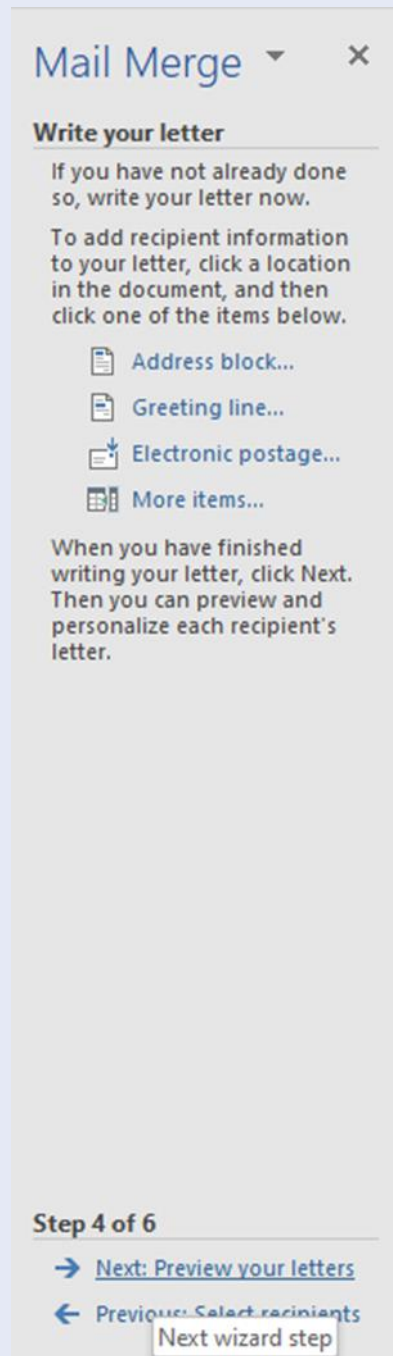 Mail Merge
Write your letter
If you have not already done
so, write your letter now.
To add recipient information
to your letter, click a location
in the document, and then
click one of the items below.
Address block...
Greeting line...
Electronic postage...
More items...
When you have finished
writing your letter, click Next.
Then you can preview and
personalize each recipient's
letter.
Step 4 of 6
Next: Preview your letters
Previous: Select recipients
Next wizard step